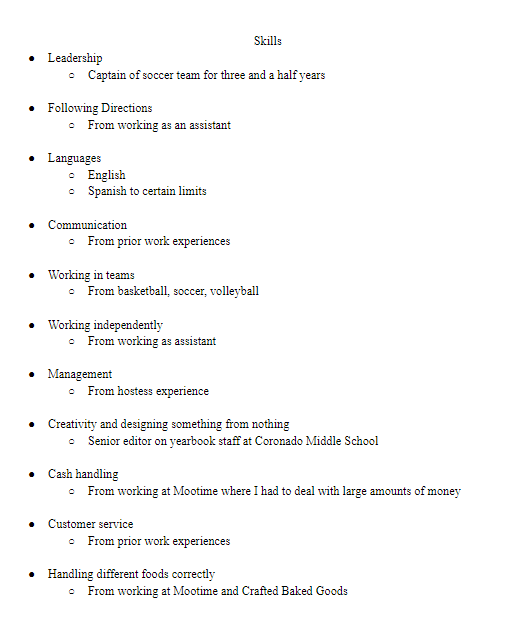 Skills
● Leadership
○ Captain of soccer team for three and a half years
● Following Directions
○ From working as an assistant
● Languages
○ English
○ Spanish to certain limits
● Communication
○ From prior work experiences
● Working in teams
○ From basketball, soccer, volleyball
● Working independently
○ From working as assistant
● Management
○ From hostess experience
● Creativity and designing something from nothing
○ Senior editor on yearbook staff at Coronado Middle School
● Cash handling
○ From working at Mootime where I had to deal with large amounts of money
● Customer service
○ From prior work experiences
● Handling different foods correctly
○ From working at Mootime and Crafted Baked Goods